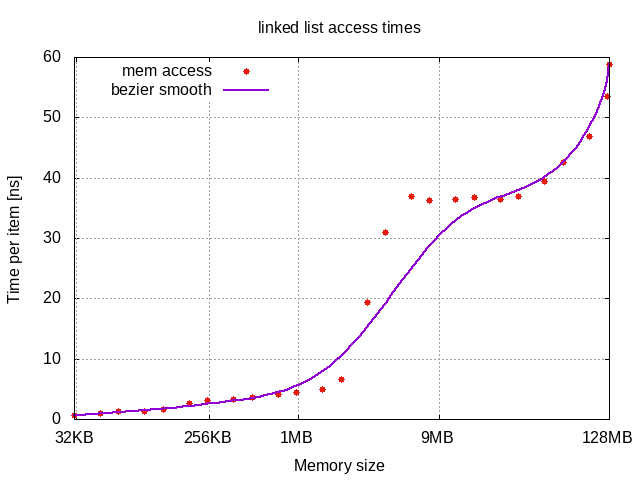 linked list access times
mem access
bezier smooth
Time per item [ns]
60
50
40
30
20
10
0
32KB 256KB 1MB 9MB 128MB
Memory size